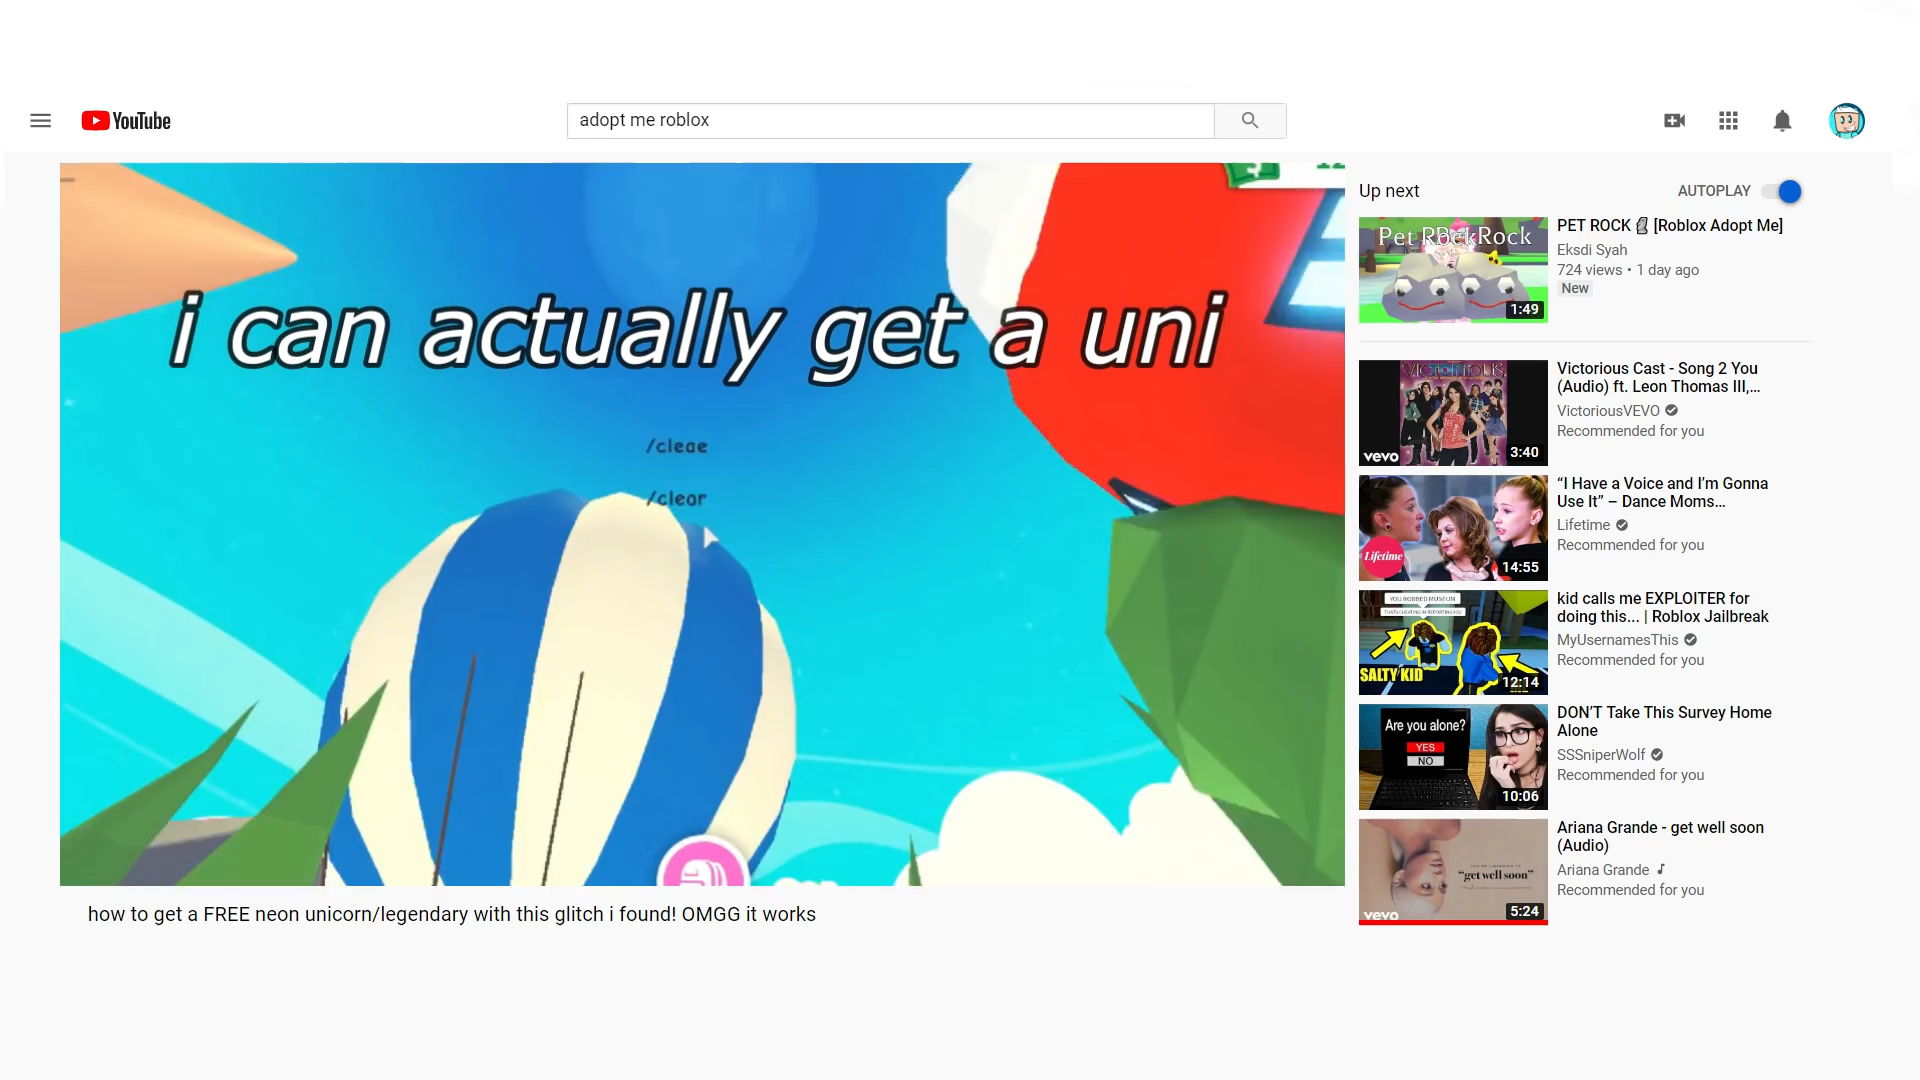 YouTube
adopt me roblox
i can actually get a uni
/cleae
/clear
how to get a FREE neon unicorn/legendary with this glitch i found! OMGG it works
Up next
AUTOPLAY
Pet RockRock
1:49
PET ROCK [Roblox Adopt Me]
Eksdi Syah
724 views • 1 day ago
New
VICTORIOUS
vevo
3:40
Victorious Cast - Song 2 You
(Audio) ft. Leon Thomas III,...
VictoriousVEVO
Recommended for you
Lifetime
14:55
“I Have a Voice and I’m Gonna
Use It” – Dance Moms...
Lifetime
Recommended for you
YOU ROBBED MUSEUM
SALTY KID
12:14
kid calls me EXPLOITER for
doing this... | Roblox Jailbreak
MyUsernamesThis
Recommended for you
Are you alone?
YES
NO
10:06
DON’T Take This Survey Home
Alone
SSSniperWolf
Recommended for you
“get well soon”
vevo
5:24
Ariana Grande - get well soon
(Audio)
Ariana Grande
Recommended for you